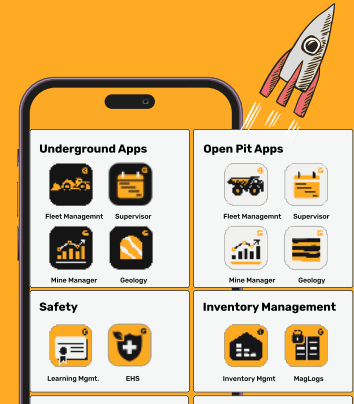 Underground Apps
Fleet Managemnt
Supervisor
Mine Manager
Geology
Open Pit Apps
Fleet Managemnt
Supervisor
Mine Manager
Geology
Safety
Learning Mgmt.
EHS
Inventory Management
Inventory Mgmt
MagLogs